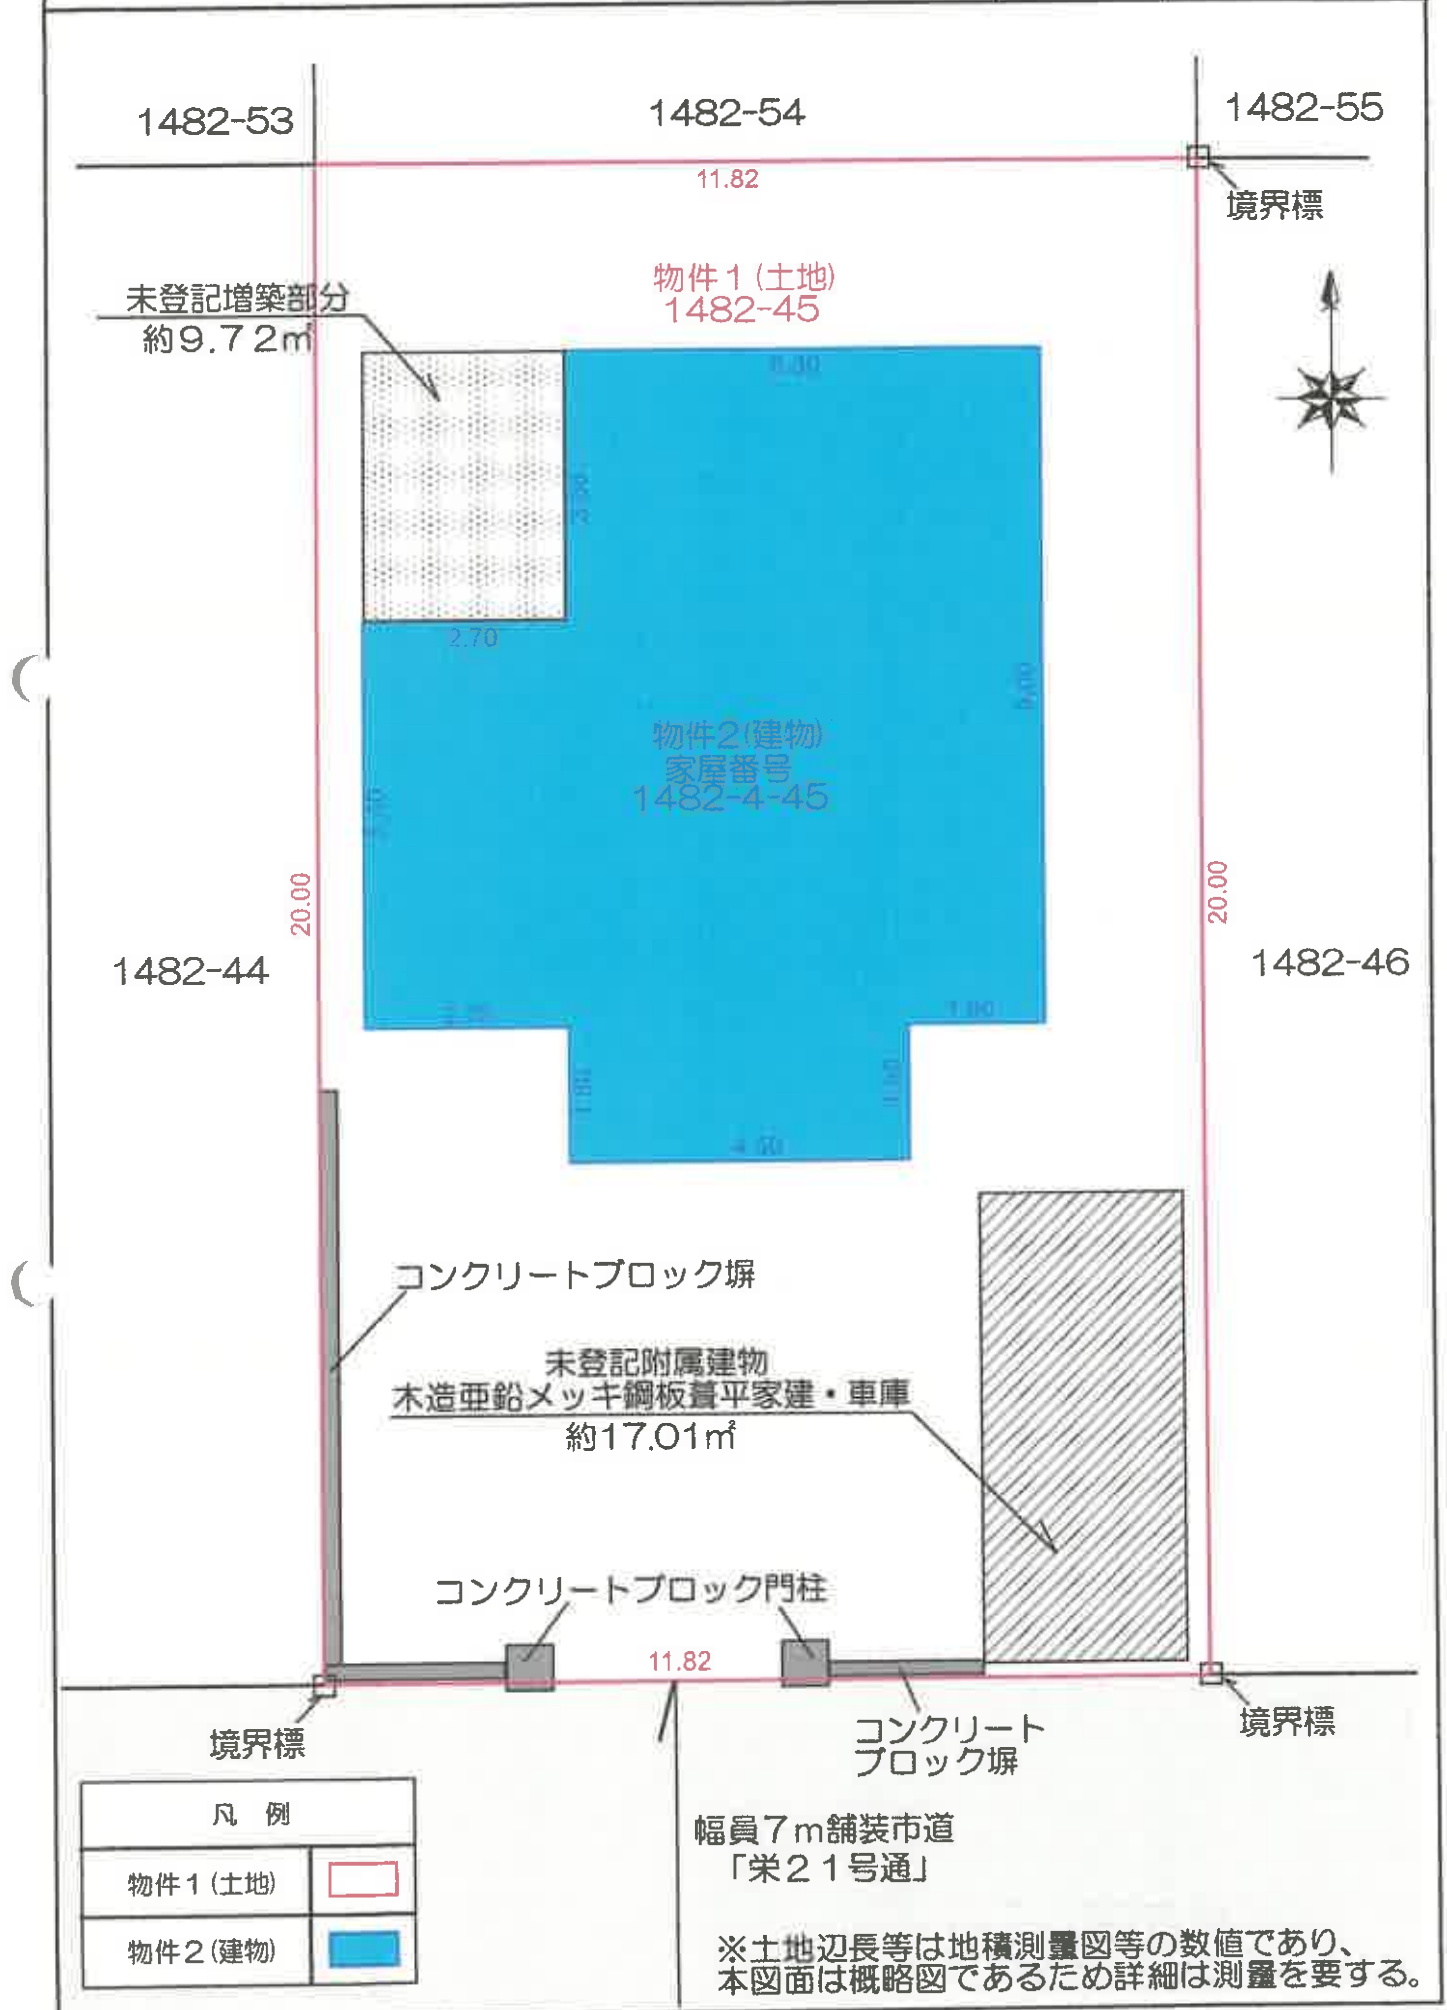 1482-53
1482-54
1482-55
11.82
境界標
物件1(土地)
1482-45
未登記増築部分
約9.72㎡
6.30
2.70
9.00
物件2(建物)
家屋番号
1482-4-45
20.00
20.00
1482-44
1482-46
1.80
4.50
コンクリートブロック塀
未登記附属建物
木造亜鉛メッキ鋼板葺平家建・車庫
約17.01㎡
コンクリートブロック門柱
11.82
境界標
コンクリート
ブロック塀
境界標
凡 例
物件1(土地)
物件2(建物)
幅員7m舗装市道
「栄21号通」
※土地辺長等は地積測量図等の数値であり、
本図面は概略図であるため詳細は測量を要する。